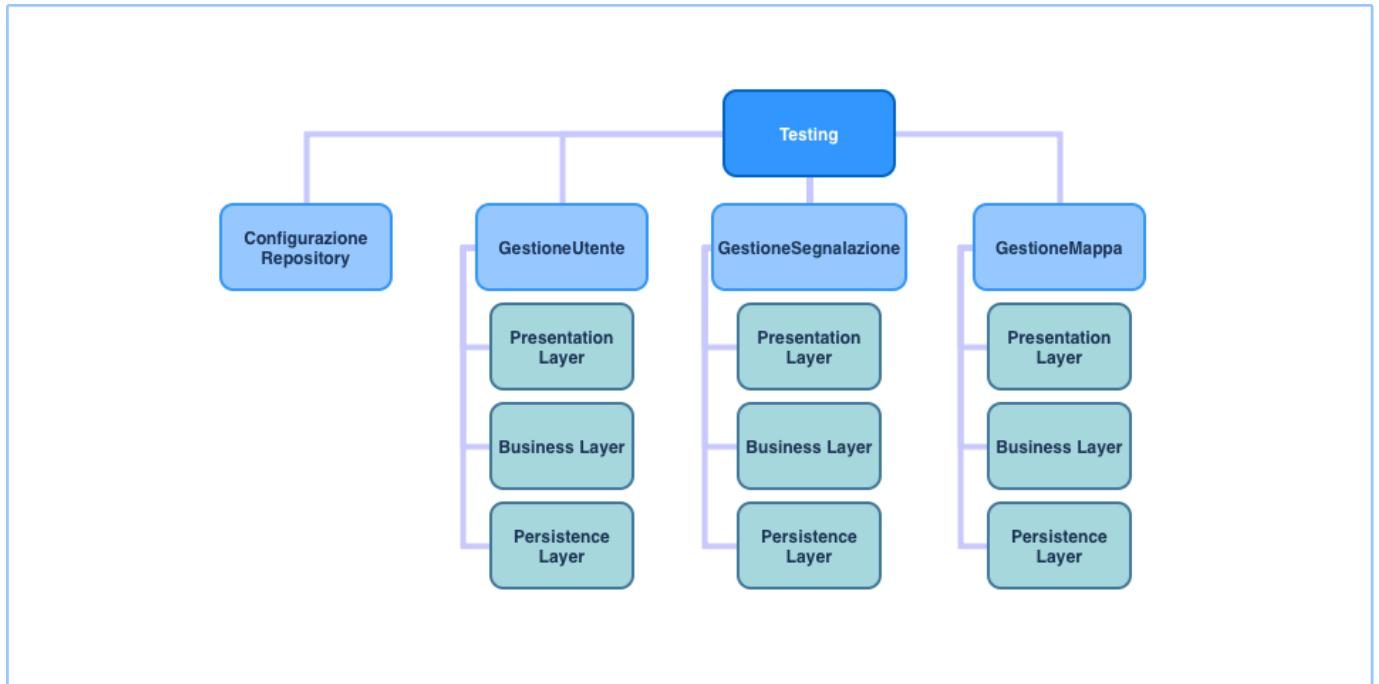 Testing
Configurazione
Repository
GestioneUtente
GestioneSegnalazione
GestioneMappa
Presentation
Layer
Presentation
Layer
Presentation
Layer
Business Layer
Business Layer
Business Layer
Persistence
Layer
Persistence
Layer
Persistence
Layer